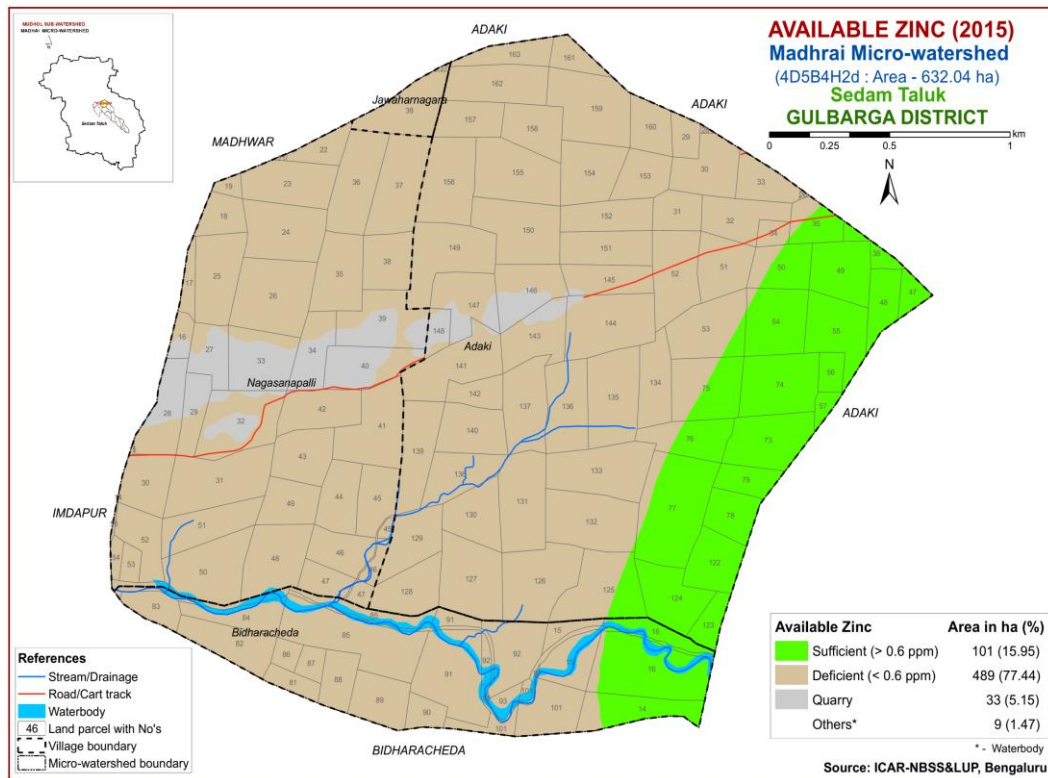 MUDHOL SUB-WATERSHED
MADHAI MICRO-WATERSHED
N
Sedam Taluk
AVAILABLE ZINC (2015)
Madhrai Micro-watershed
(4D5B4H2d : Area - 632.04 ha)
Sedam Taluk
GULBARGA DISTRICT
0 0.25 0.5 1 km
N
ADAKI
ADAKI
MADHWAR
Jawaharnagara
163 161
162
38 159
157 158 160 29
22
156 155 154 153 30 33
19 23 36 37
18 24
152 31 32
150 34 35
149 151 50 49 36
38 52 51
17 25 35 145 48 47
26
39 147 146
16 148 143 144 53 54 55
27 33 34
40 Adaki
Nagasanapalli
141
28 29 142 137 136 135 134 75 74 56
57
32 42
41 140 76 73
ADAKI
43 139
30 31 138 133 79
44 45
49 131 77 78
IMDAPUR
51 130 132
52 45
46 129 122
54 53 50 48
47 47 128 127 126 125 124
123
83 84 91 15 16
Bidharacheda
85
82 92 92
86 87 91 16
81 88 93
89 90 101 101 14
BIDHARACHEDA
References
Stream/Drainage
Road/Cart track
Waterbody
46 Land parcel with No's
Village boundary
Micro-watershed boundary
Available Zinc Area in ha (%)
Sufficient (> 0.6 ppm) 101 (15.95)
Deficient (< 0.6 ppm) 489 (77.44)
Quarry 33 (5.15)
Others* 9 (1.47)
* - Waterbody
Source: ICAR-NBSS&LUP, Bengaluru